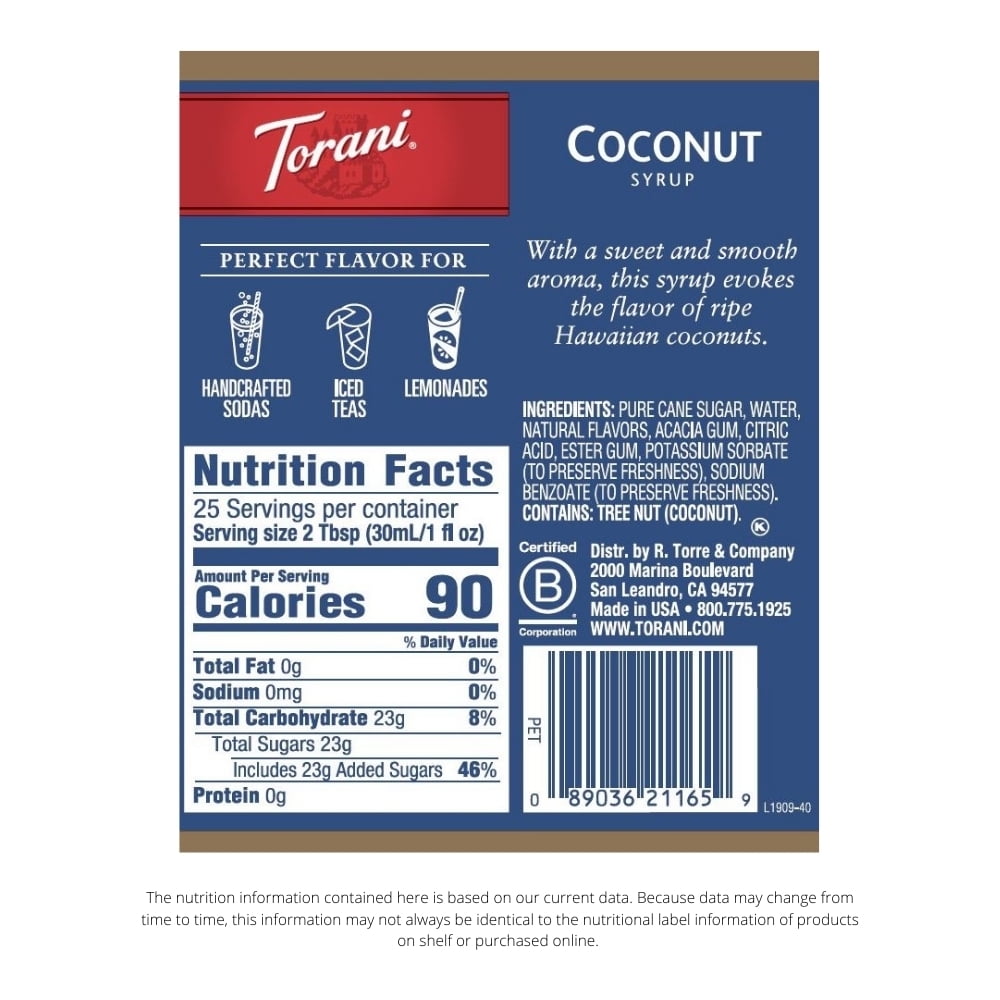 Torani®
COCONUT
SYRUP
PERFECT FLAVOR FOR
HANDCRAFTED
SODAS
ICED
TEAS
LEMONADES
With a sweet and smooth
aroma, this syrup evokes
the flavor of ripe
Hawaiian coconuts.
Nutrition Facts
25 Servings per container
Serving size 2 Tbsp (30mL/1 fl oz)
Amount Per Serving
Calories 90
% Daily Value
Total Fat 0g 0%
Sodium 0mg 0%
Total Carbohydrate 23g 8%
Total Sugars 23g
Includes 23g Added Sugars 46%
Protein 0g
INGREDIENTS: PURE CANE SUGAR, WATER,
NATURAL FLAVORS, ACACIA GUM, CITRIC
ACID, ESTER GUM, POTASSIUM SORBATE
(TO PRESERVE FRESHNESS), SODIUM
BENZOATE (TO PRESERVE FRESHNESS).
CONTAINS: TREE NUT (COCONUT).
K
Certified
B
Corporation
Distr. by R. Torre & Company
2000 Marina Boulevard
San Leandro, CA 94577
Made in USA • 800.775.1925
WWW.TORANI.COM
PET
0 89036 21165 9
L1909-40
The nutrition information contained here is based on our current data. Because data may change from
time to time, this information may not always be identical to the nutritional label information of products
on shelf or purchased online.